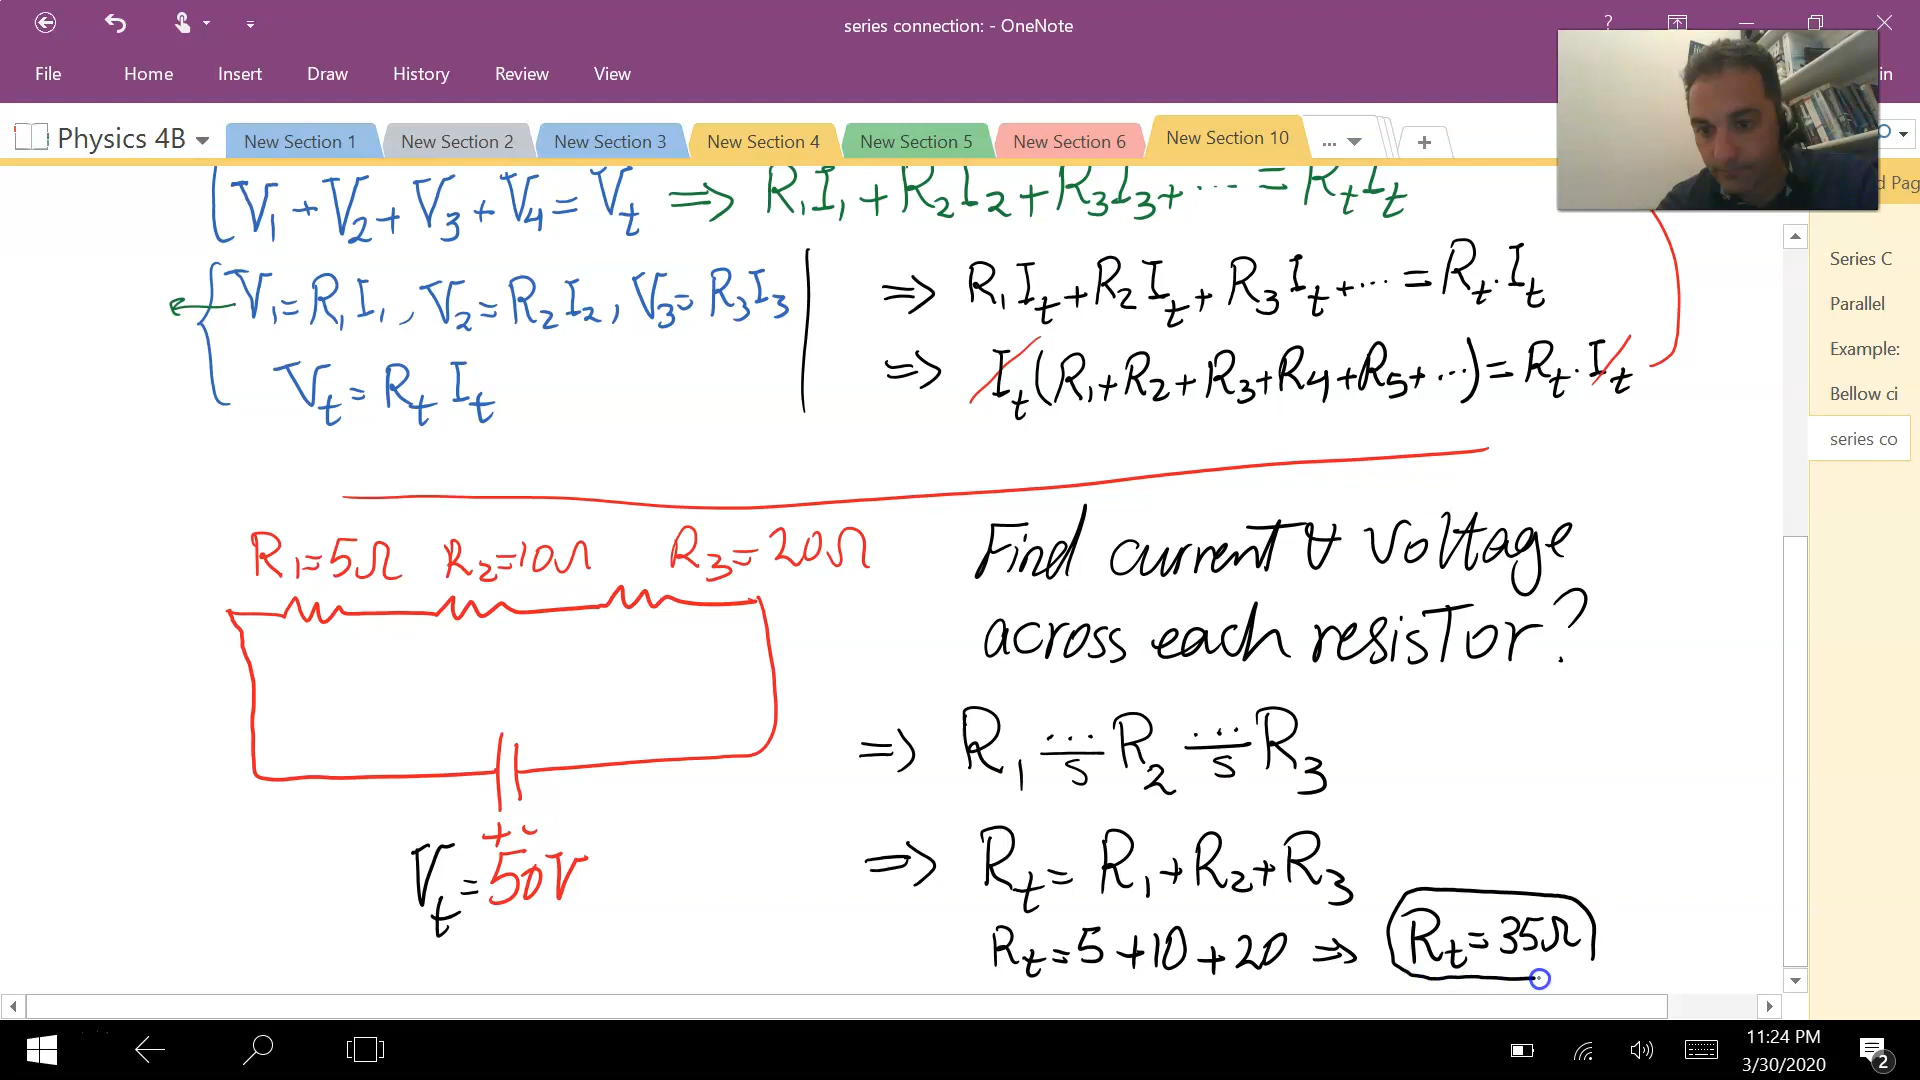 series connection: - OneNote
?
File Home Insert Draw History Review View
in
Physics 4B New Section 1 New Section 2 New Section 3 New Section 4 New Section 5 New Section 6 New Section 10 ... +
V1 + V2 + V3 + V4 = Vt ⇒ R1I1 + R2I2 + R3I3 + ... = RtIt
d Pag
V1 = R1I1, V2 = R2I2, V3 = R3I3
Vt = Rt It
⇒ R1It + R2It + R3It + ... = Rt·It
⇒ It(R1 + R2 + R3 + R4 + R5 + ...) = Rt·It
Series C
Parallel
Example:
Bellow ci
series co
R1=5Ω R2=10Ω R3=20Ω
+ -
Vt = 50V
Find current & voltage
across each resistor?
⇒ R1 ...s R2 ...s R3
⇒ Rt = R1 + R2 + R3
Rt = 5 + 10 + 20 ⇒ Rt = 35Ω
11:24 PM
3/30/2020
2